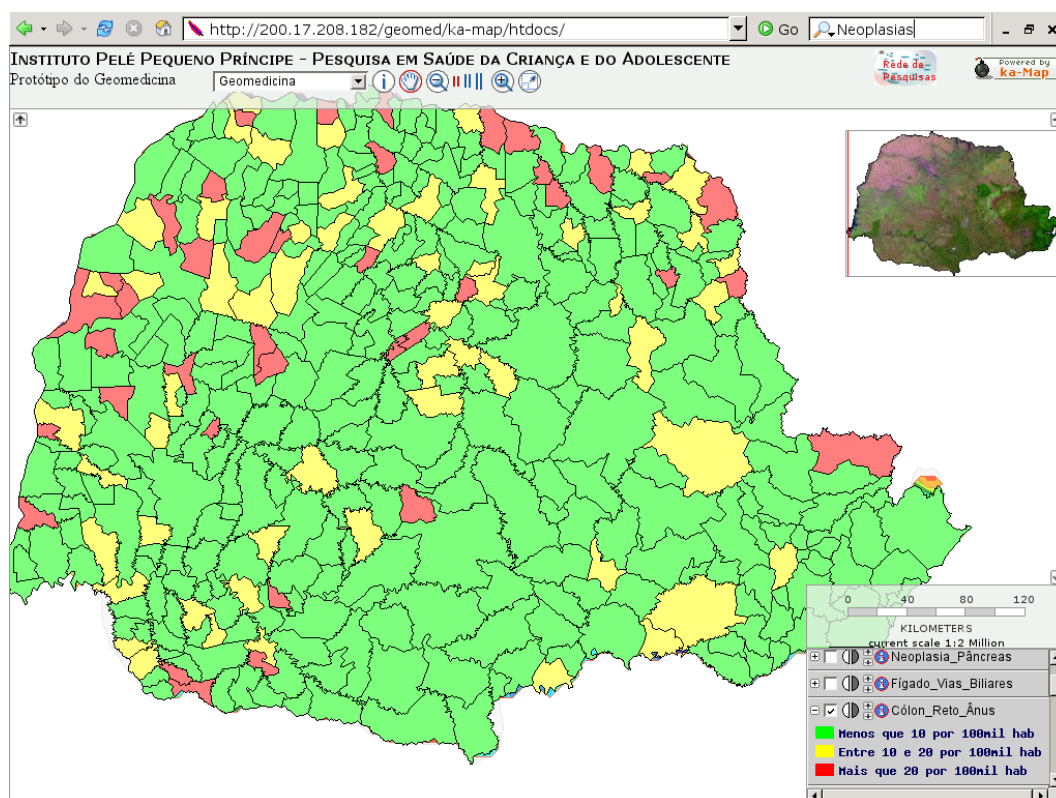 http://200.17.208.182/geomed/ka-map/htdocs/ Go Neoplasias
INSTITUTO PELÉ PEQUENO PRÍNCIPE - PESQUISA EM SAÚDE DA CRIANÇA E DO ADOLESCENTE
Protótipo do Geomedicina Geomedicina
Rede de
Pesquisas
Powered by
ka-Map
0 40 80 120
KILOMETERS
current scale 1:2 Million
Neoplasia_Pâncreas
Fígado_Vias_Biliares
Cólon_Reto_Ânus
Menos que 10 por 100mil hab
Entre 10 e 20 por 100mil hab
Mais que 20 por 100mil hab